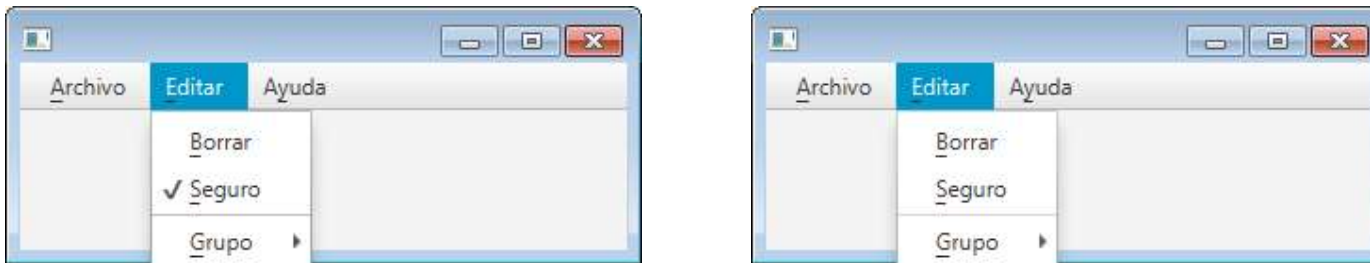 Archivo Editar Ayuda
Borrar
✓ Seguro
Grupo
Archivo Editar Ayuda
Borrar
Seguro
Grupo